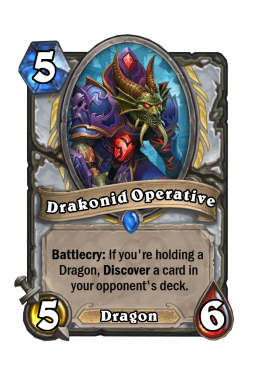 5
Drakonid Operative
Battlecry: If you're holding a
Dragon, Discover a card in
your opponent's deck.
5 Dragon 6